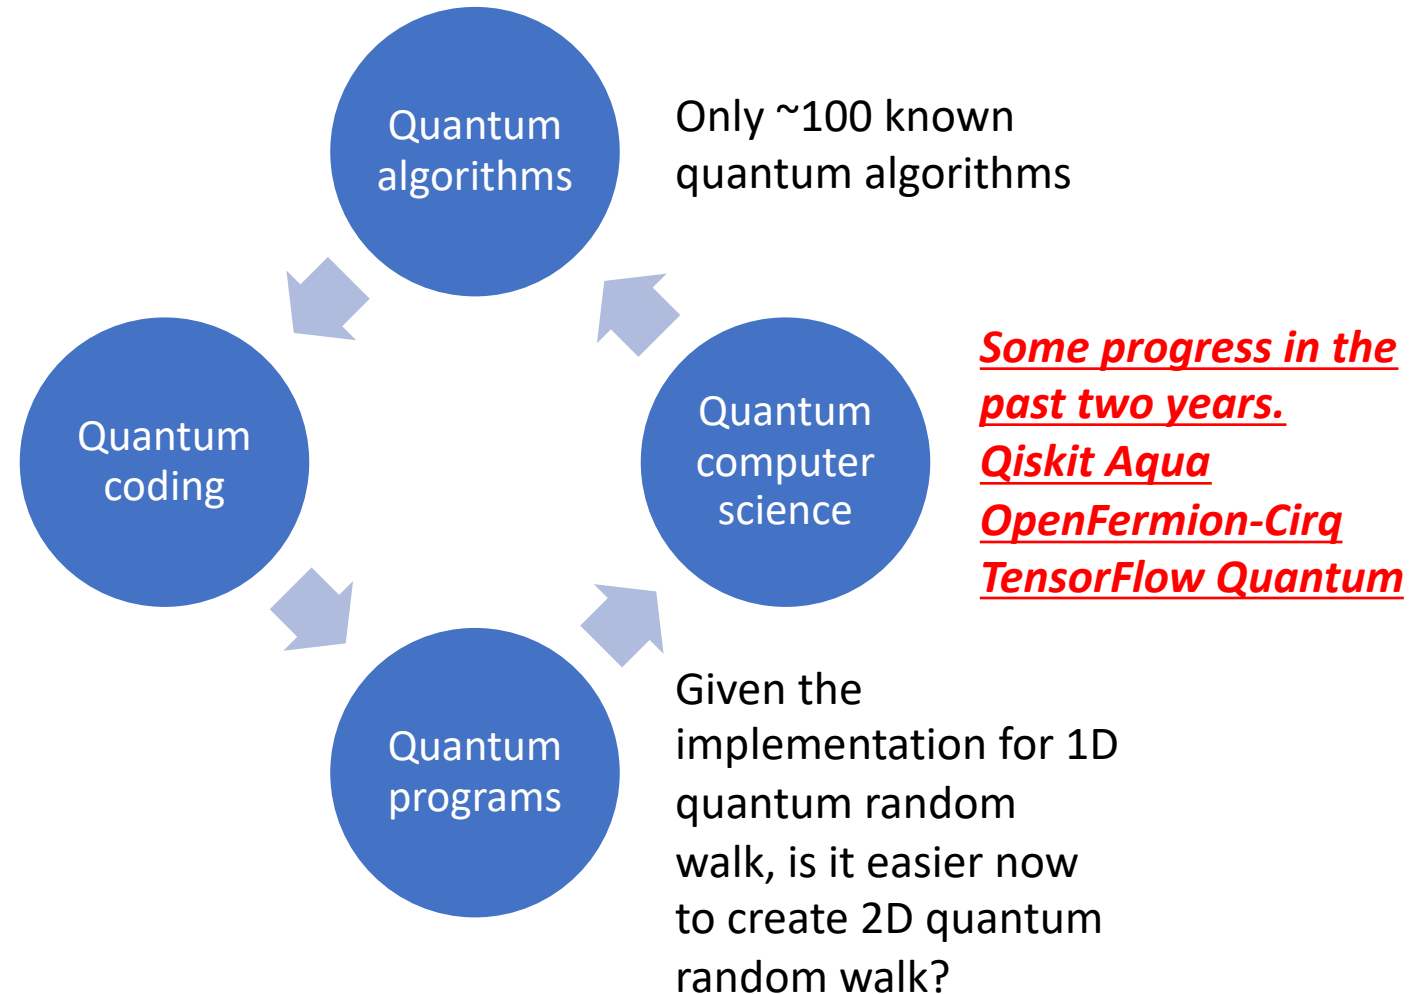 Quantum
algorithms
Only ~100 known
quantum algorithms
Quantum
coding
Quantum
computer
science
Some progress in the
past two years.
Qiskit Aqua
OpenFermion-Cirq
TensorFlow Quantum
Quantum
programs
Given the
implementation for 1D
quantum random
walk, is it easier now
to create 2D quantum
random walk?